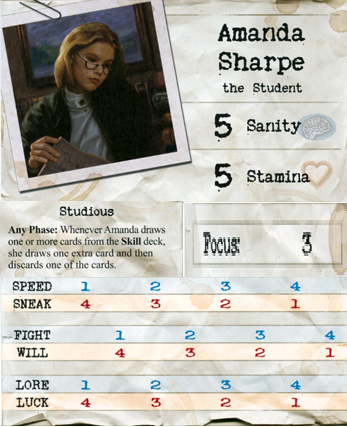 Amanda
Sharpe
the Student
5 Sanity
5 Stamina
Studious
Any Phase: Whenever Amanda draws
one or more cards from the Skill deck,
she draws one extra card and then
discards one of the cards.
Focus: 3
SPEED 1 2 3 4
SNEAK 4 3 2 1
FIGHT 1 2 3 4
WILL 4 3 2 1
LORE 1 2 3 4
LUCK 4 3 2 1